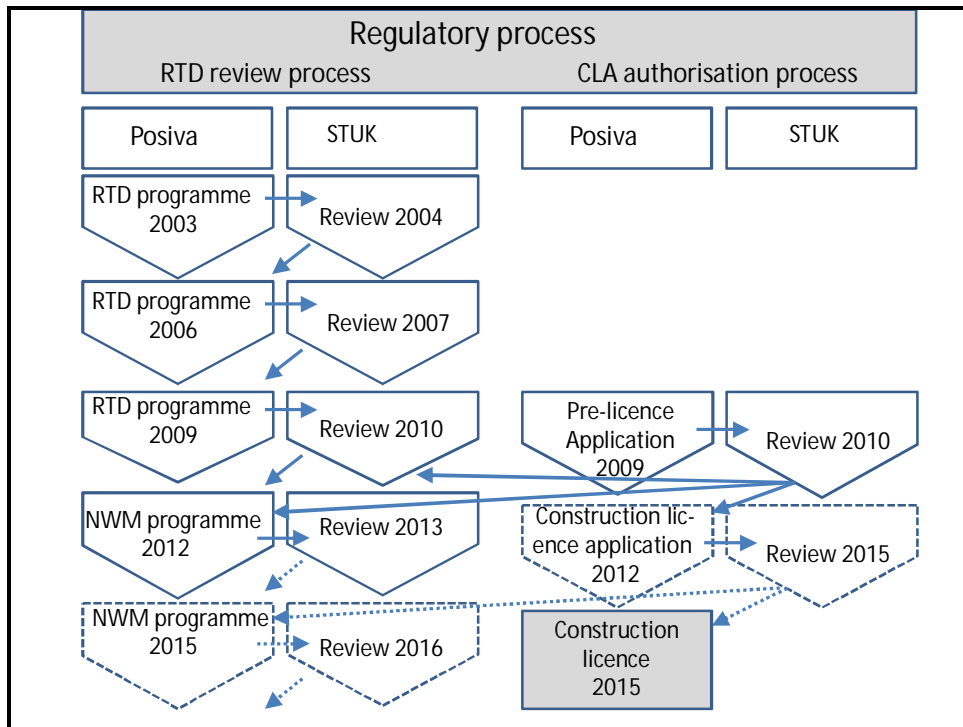 Regulatory process
RTD review process
CLA authorisation process
Posiva
STUK
Posiva
STUK
RTD programme
2003
Review 2004
RTD programme
2006
Review 2007
RTD programme
2009
Review 2010
Pre-licence
Application
2009
Review 2010
NWM programme
2012
Review 2013
Construction lic-
ence application
2012
Review 2015
NWM programme
2015
Review 2016
Construction
licence
2015